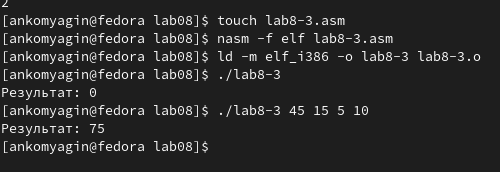 2
[ankomyagin@fedora lab08]$ touch lab8-3.asm
[ankomyagin@fedora lab08]$ nasm -f elf lab8-3.asm
[ankomyagin@fedora lab08]$ ld -m elf_i386 -o lab8-3 lab8-3.o
[ankomyagin@fedora lab08]$ ./lab8-3
Результат: 0
[ankomyagin@fedora lab08]$ ./lab8-3 45 15 5 10
Результат: 75
[ankomyagin@fedora lab08]$